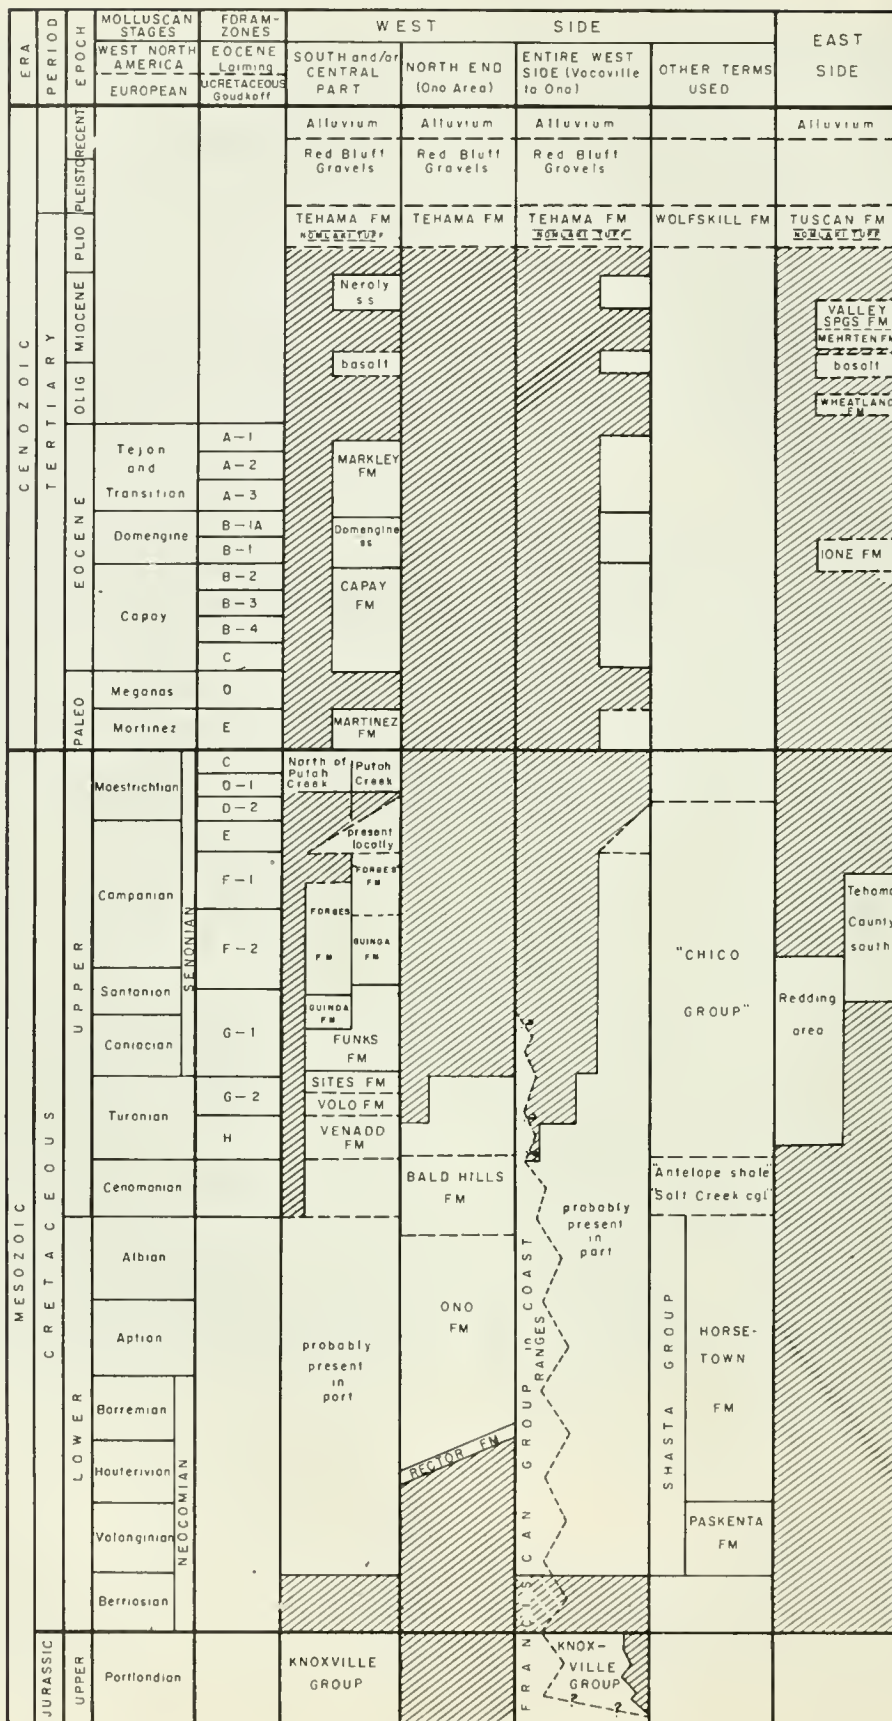 ERA
PERIOD
EPOCH
MOLLUSCAN
STAGES
WEST NORTH
AMERICA
EUROPEAN
FORAM-
ZONES
EOCENE
Laiming
UCRETACEOUS
Goudkoff
WEST SIDE
SOUTH and/or
CENTRAL
PART
NORTH END
(Ono Area)
ENTIRE WEST
SIDE (Vacaville
to Ono)
OTHER TERMS
USED
EAST
SIDE
CENOZOIC
TERTIARY
RECENT
PLEISTO
PLIO
MIOCENE
OLIG
EOCENE
PALEO
Alluvium
Alluvium
Alluvium
Alluvium
Red Bluff
Gravels
Red Bluff
Gravels
Red Bluff
Gravels
TEHAMA FM
NOMLAKI TUFF
TEHAMA FM
TEHAMA FM
NOMLAKI TUFF
WOLFSKILL FM
TUSCAN FM
NOMLAKI TUFF
Neroly
ss
VALLEY
SPGS FM
MEHRTEN FM
basalt
basalt
WHEATLAND
FM
Tejon
and
Transition
A-1
A-2
A-3
MARKLEY
FM
Domengine
B-1A
B-1
Domengine
ss
IONE FM
Capay
B-2
B-3
B-4
C
CAPAY
FM
Meganos
D
Martinez
E
MARTINEZ
FM
MESOZOIC
CRETACEOUS
UPPER
SENONIAN
Maestrichtian
C
D-1
D-2
North of
Putah
Creek
Putah
Creek
Campanian
E
F-1
F-2
present
locally
FORBES
FM
FORBES
FM
GUINDA
FM
Tehama
County
south
Santonian
GUINDA
FM
"CHICO
GROUP"
Redding
area
Coniacian
G-1
FUNKS
FM
Turonian
G-2
H
SITES FM
YOLO FM
VENADO
FM
Cenomanian
BALD HILLS
FM
"Antelope shale"
"Salt Creek cgl"
LOWER
Albian
Aptian
Barremian
Hauterivian
Valanginian
Berriasian
NEOCOMIAN
probably
present
in
part
ONO
FM
RECTOR FM
FRANCISCAN GROUP in COAST
RANGES
probably
present
in
part
SHASTA GROUP
HORSE-
TOWN
FM
PASKENTA
FM
JURASSIC
UPPER
Portlandian
KNOXVILLE
GROUP
KNOX-
VILLE
GROUP
? ?